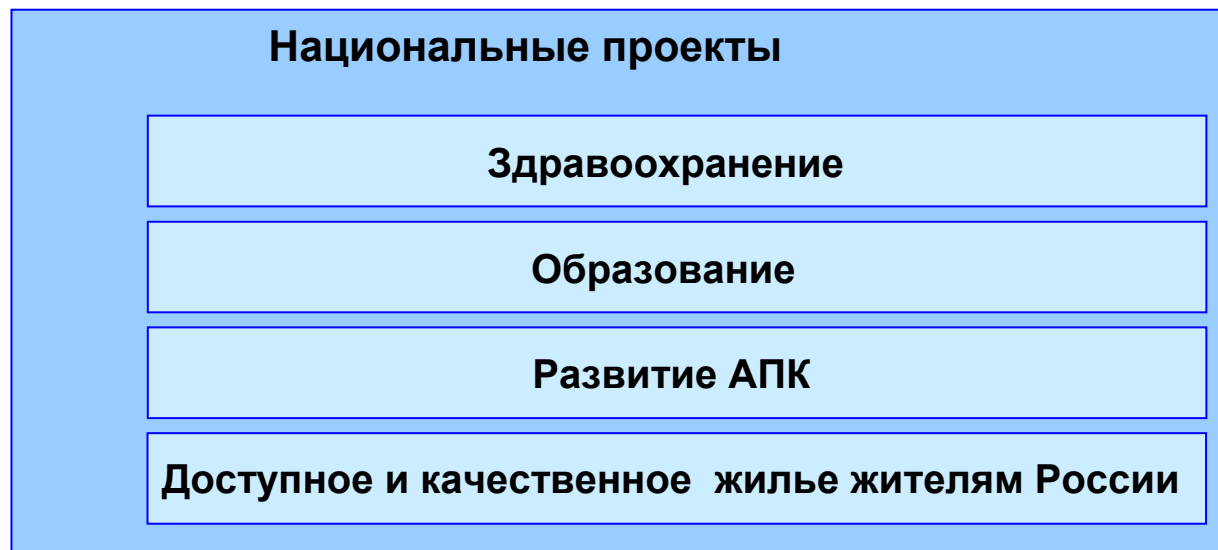 Национальные проекты
Здравоохранение
Образование
Развитие АПК
Доступное и качественное жилье жителям России